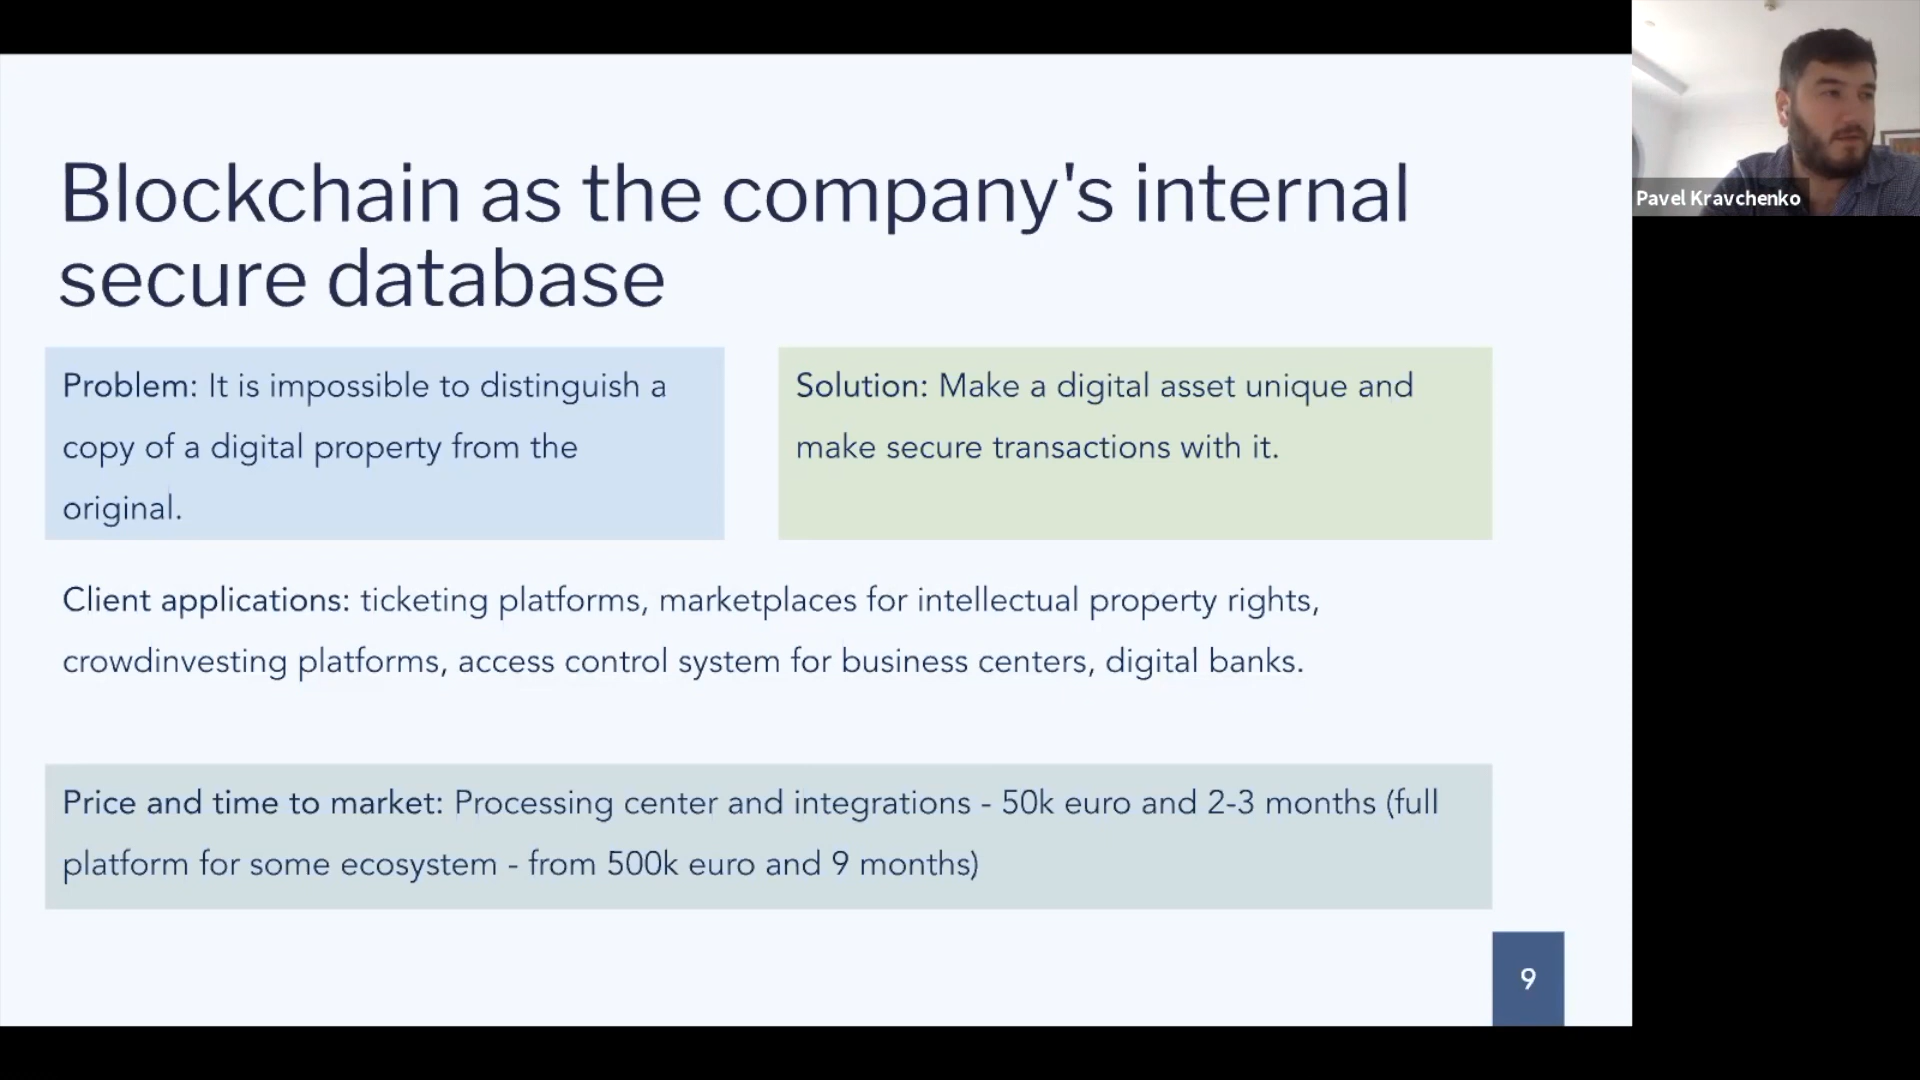 Blockchain as the company's internal
secure database
Problem: It is impossible to distinguish a
copy of a digital property from the
original.
Solution: Make a digital asset unique and
make secure transactions with it.
Client applications: ticketing platforms, marketplaces for intellectual property rights,
crowdinvesting platforms, access control system for business centers, digital banks.
Price and time to market: Processing center and integrations - 50k euro and 2-3 months (full
platform for some ecosystem - from 500k euro and 9 months)
9
Pavel Kravchenko